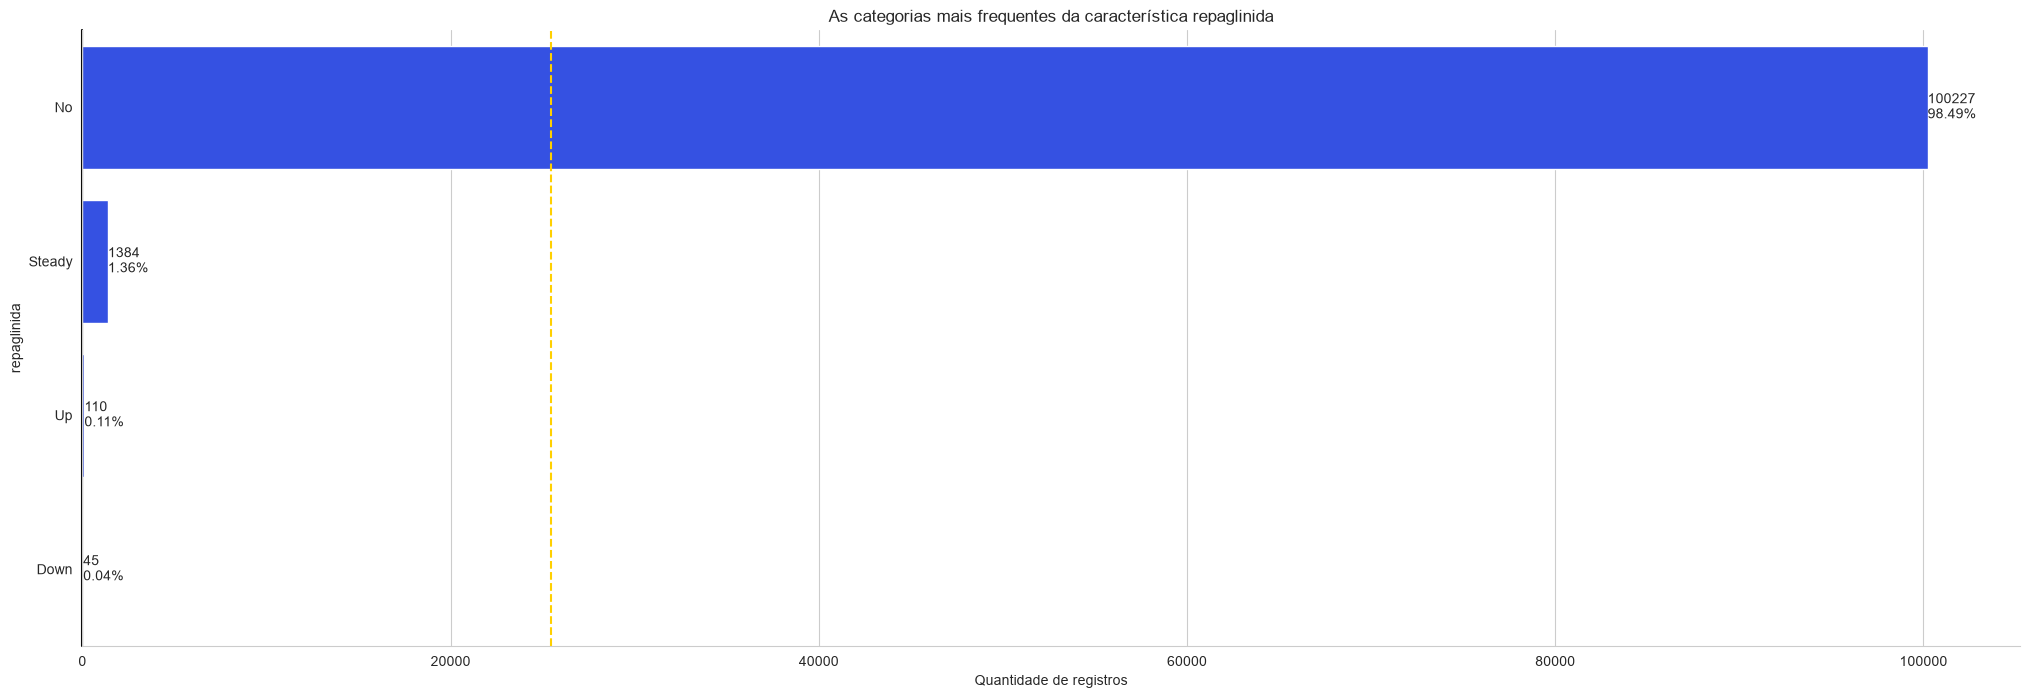 As categorias mais frequentes da característica repaglinida
No
100227
98.49%
Steady
1384
1.36%
Up
110
0.11%
Down
45
0.04%
repaglinida
0 20000 40000 60000 80000 100000
Quantidade de registros